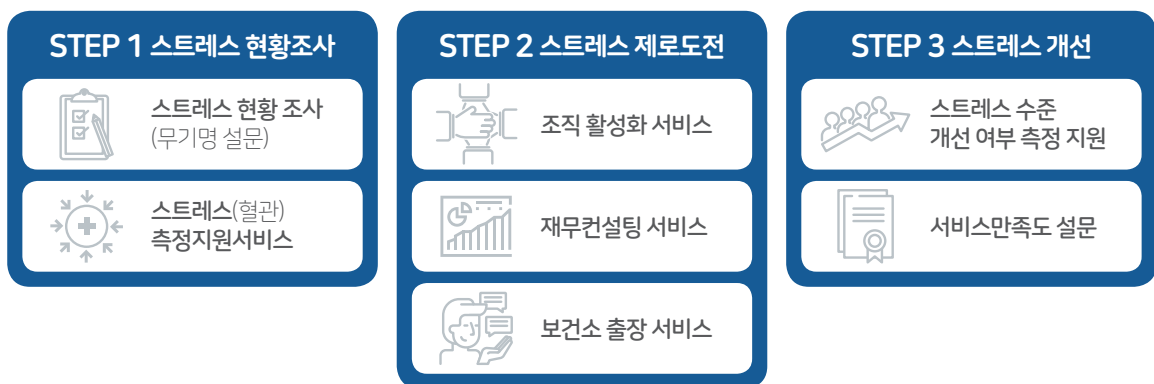 STEP 1 스트레스 현황조사
스트레스 현황 조사
(무기명 설문)
스트레스(혈관)
측정지원서비스
STEP 2 스트레스 제로도전
조직 활성화 서비스
재무컨설팅 서비스
보건소 출장 서비스
STEP 3 스트레스 개선
스트레스 수준
개선 여부 측정 지원
서비스만족도 설문